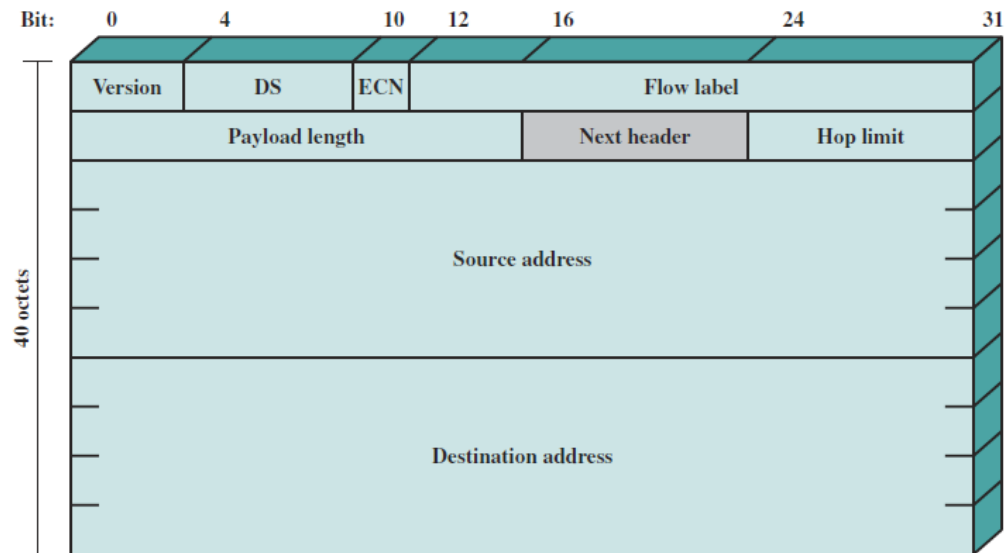 Bit: 0 4 10 12 16 24 31
Version DS ECN Flow label
Payload length Next header Hop limit
Source address
40 octets
Destination address